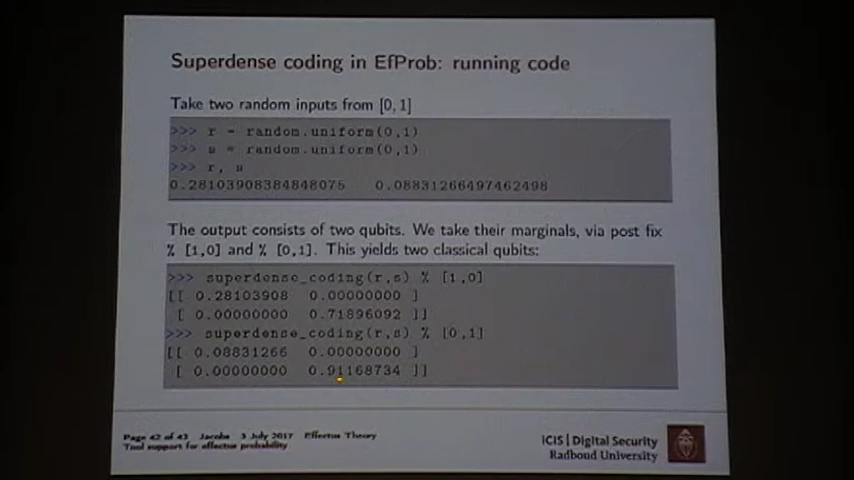 Superdense coding in EfProb: running code
Take two random inputs from [0, 1]
>>> r = random.uniform(0,1)
>>> s = random.uniform(0,1)
>>> r, s
0.28103908384848075 0.08831266497462498
The output consists of two qubits. We take their marginals, via post fix
% [1,0] and % [0,1]. This yields two classical qubits:
>>> superdense_coding(r,s) % [1,0]
[[ 0.28103908 0.00000000 ]
[ 0.00000000 0.71896092 ]]
>>> superdense_coding(r,s) % [0,1]
[[ 0.08831266 0.00000000 ]
[ 0.00000000 0.91168734 ]]
Page 42 of 43 Jacobs 3 July 2017 Effectus Theory
Tool support for effectus probability
iCIS | Digital Security
Radboud University